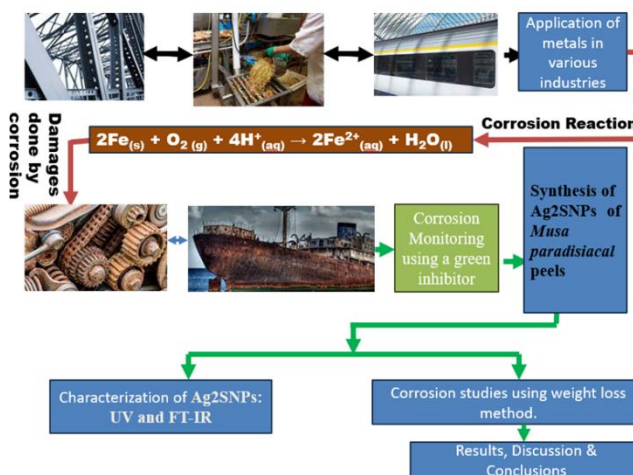 Application of
metals in
various
industries
Corrosion Reaction
2Fe(s) + O₂ (g) + 4H⁺(aq) → 2Fe²⁺(aq) + H₂O(l)
Damages
done by
corrosion
Corrosion
Monitoring
using a green
inhibitor
Synthesis of
Ag2SNPs of
Musa
paradisiacal
peels
Characterization of Ag2SNPs:
UV and FT-IR
Corrosion studies using weight loss
method.
Results, Discussion &
Conclusions